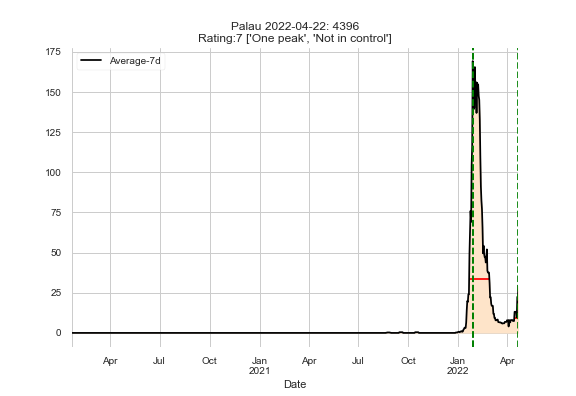 Palau 2022-04-22: 4396
Rating:7 ['One peak', 'Not in control']
175
Average-7d
150
125
100
75
50
25
0
Apr Jul Oct Jan Apr Jul Oct Jan Apr
2021 2022
Date